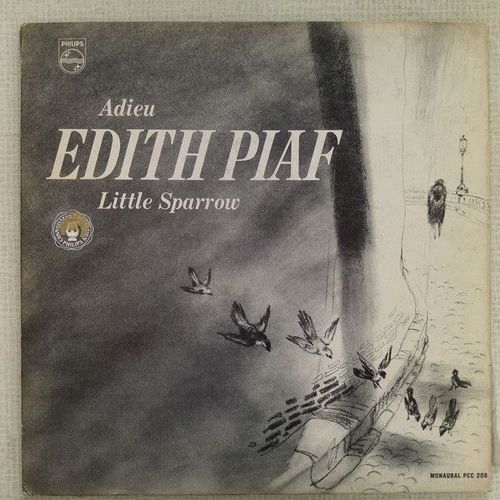 PHILIPS
Adieu
EDITH PIAF
Little Sparrow
MONAURAL PCC 208